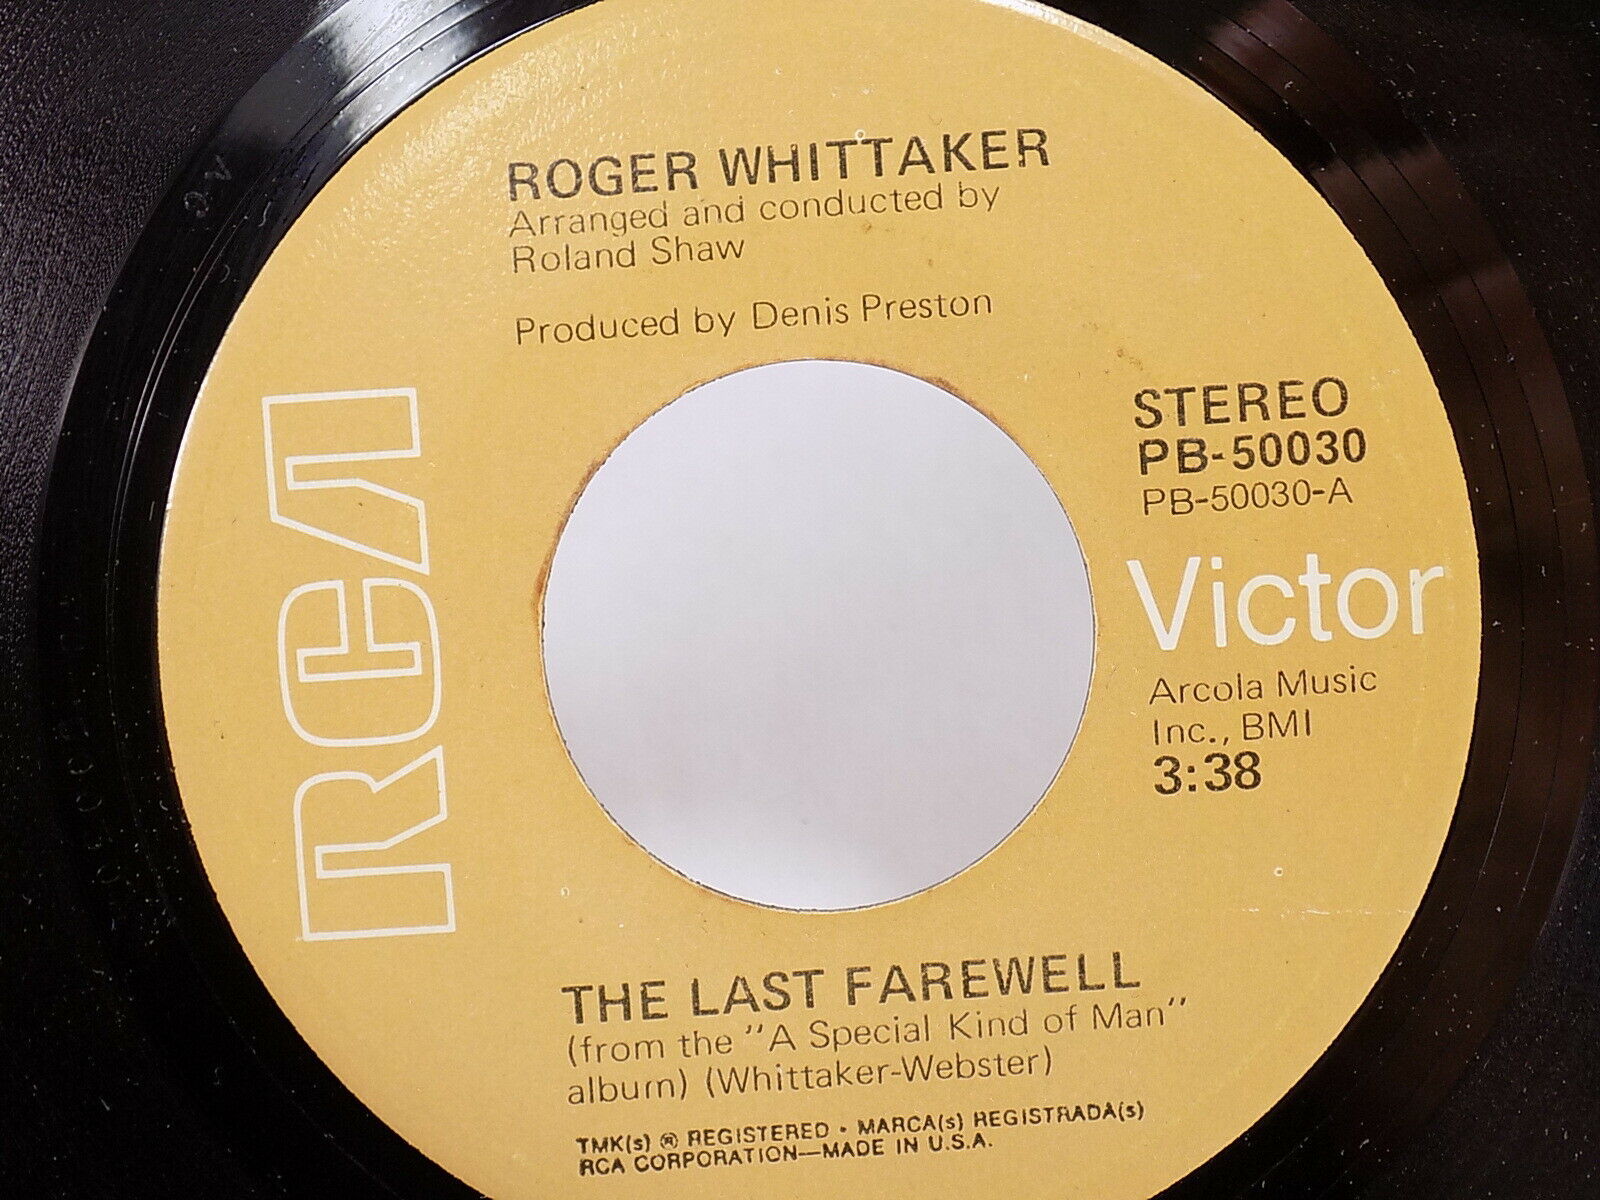 ROGER WHITTAKER
Arranged and conducted by
Roland Shaw
Produced by Denis Preston
RCA
STEREO
PB-50030
PB-50030-A
Victor
Arcola Music
Inc., BMI
3:38
THE LAST FAREWELL
(from the "A Special Kind of Man"
album) (Whittaker-Webster)
TMK(s) ® REGISTERED • MARCA(s) REGISTRADA(s)
RCA CORPORATION—MADE IN U.S.A.